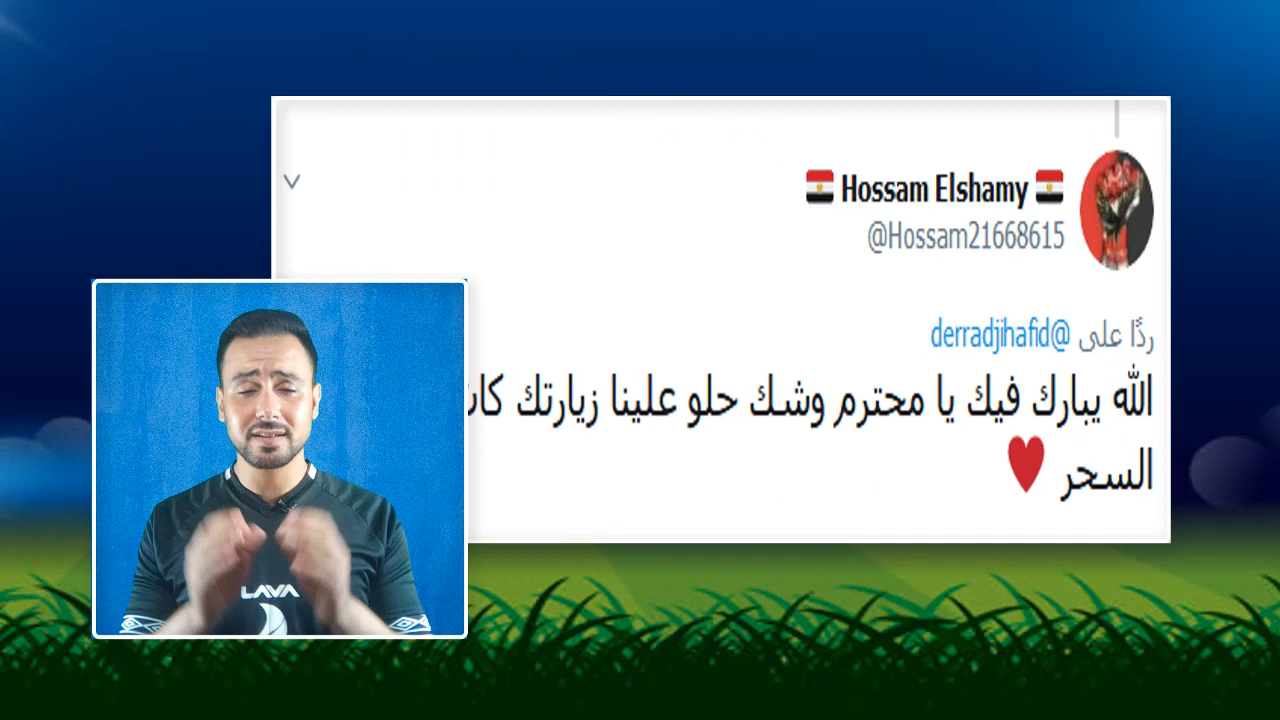 Hossam Elshamy
@Hossam21668615
ردًا على @derradjihafid
الله يبارك فيك يا محترم وشك حلو علينا زيارتك
السحر
LAVA